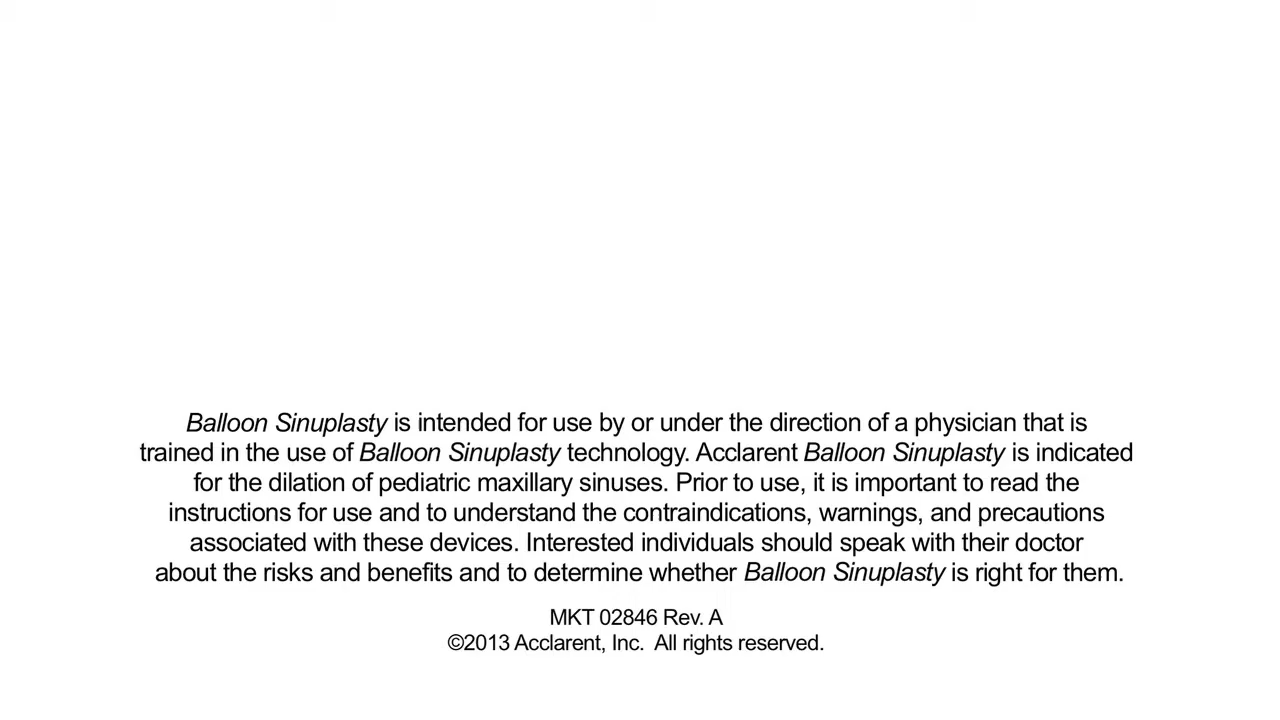 Balloon Sinuplasty is intended for use by or under the direction of a physician that is
trained in the use of Balloon Sinuplasty technology. Acclarent Balloon Sinuplasty is indicated
for the dilation of pediatric maxillary sinuses. Prior to use, it is important to read the
instructions for use and to understand the contraindications, warnings, and precautions
associated with these devices. Interested individuals should speak with their doctor
about the risks and benefits and to determine whether Balloon Sinuplasty is right for them.
MKT 02846 Rev. A
©2013 Acclarent, Inc.  All rights reserved.